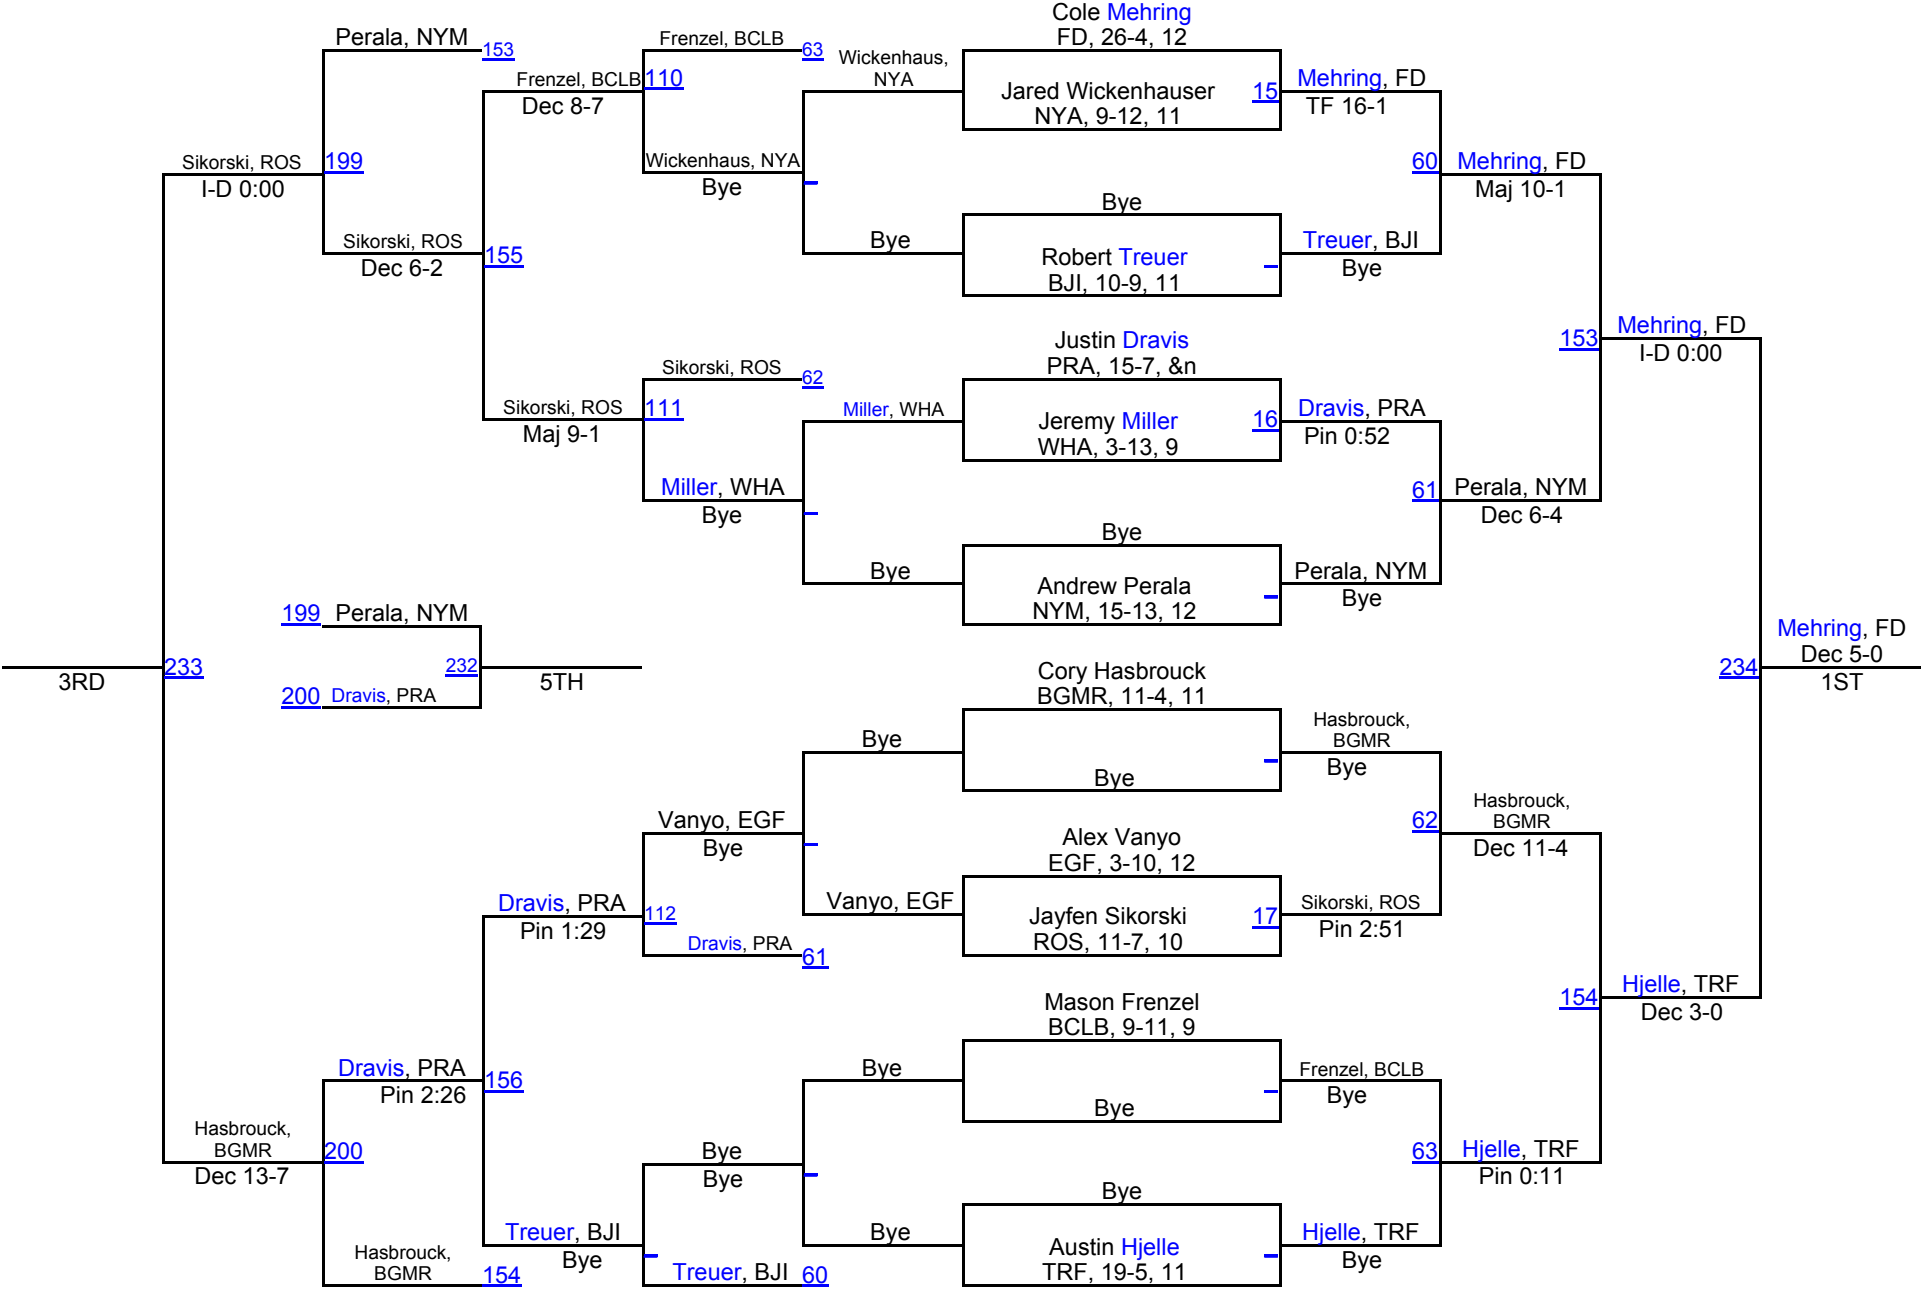 Cole Mehring
FD, 26-4, 12
Perala, NYM
153
Frenzel, BCLB
63
Wickenhaus,
NYA
Frenzel, BCLB
110
Dec 8-7
Jared Wickenhauser
NYA, 9-12, 11
15
Mehring, FD
TF 16-1
Sikorski, ROS
199
I-D 0:00
Wickenhaus, NYA
Bye
60
Mehring, FD
Maj 10-1
Bye
Sikorski, ROS
155
Dec 6-2
Bye
Robert Treuer
BJI, 10-9, 11
Treuer, BJI
Bye
Justin Dravis
PRA, 15-7, &n
153
Mehring, FD
I-D 0:00
Sikorski, ROS
62
Sikorski, ROS
111
Maj 9-1
Miller, WHA
Jeremy Miller
WHA, 3-13, 9
16
Dravis, PRA
Pin 0:52
Miller, WHA
Bye
61
Perala, NYM
Dec 6-4
Bye
Bye
Andrew Perala
NYM, 15-13, 12
Perala, NYM
Bye
199
Perala, NYM
3RD
233
232
5TH
200
Dravis, PRA
Cory Hasbrouck
BGMR, 11-4, 11
234
Mehring, FD
Dec 5-0
1ST
Bye
Bye
Hasbrouck,
BGMR
Bye
Vanyo, EGF
Bye
Alex Vanyo
EGF, 3-10, 12
62
Hasbrouck,
BGMR
Dec 11-4
Dravis, PRA
112
Pin 1:29
Dravis, PRA
61
Vanyo, EGF
Jayfen Sikorski
ROS, 11-7, 10
17
Sikorski, ROS
Pin 2:51
Mason Frenzel
BCLB, 9-11, 9
154
Hjelle, TRF
Dec 3-0
Dravis, PRA
156
Pin 2:26
Bye
Bye
Frenzel, BCLB
Bye
Hasbrouck,
BGMR
200
Dec 13-7
Bye
Bye
63
Hjelle, TRF
Pin 0:11
Bye
Treuer, BJI
Bye
Bye
Austin Hjelle
TRF, 19-5, 11
Hjelle, TRF
Bye
Hasbrouck,
BGMR
154
Treuer, BJI
60